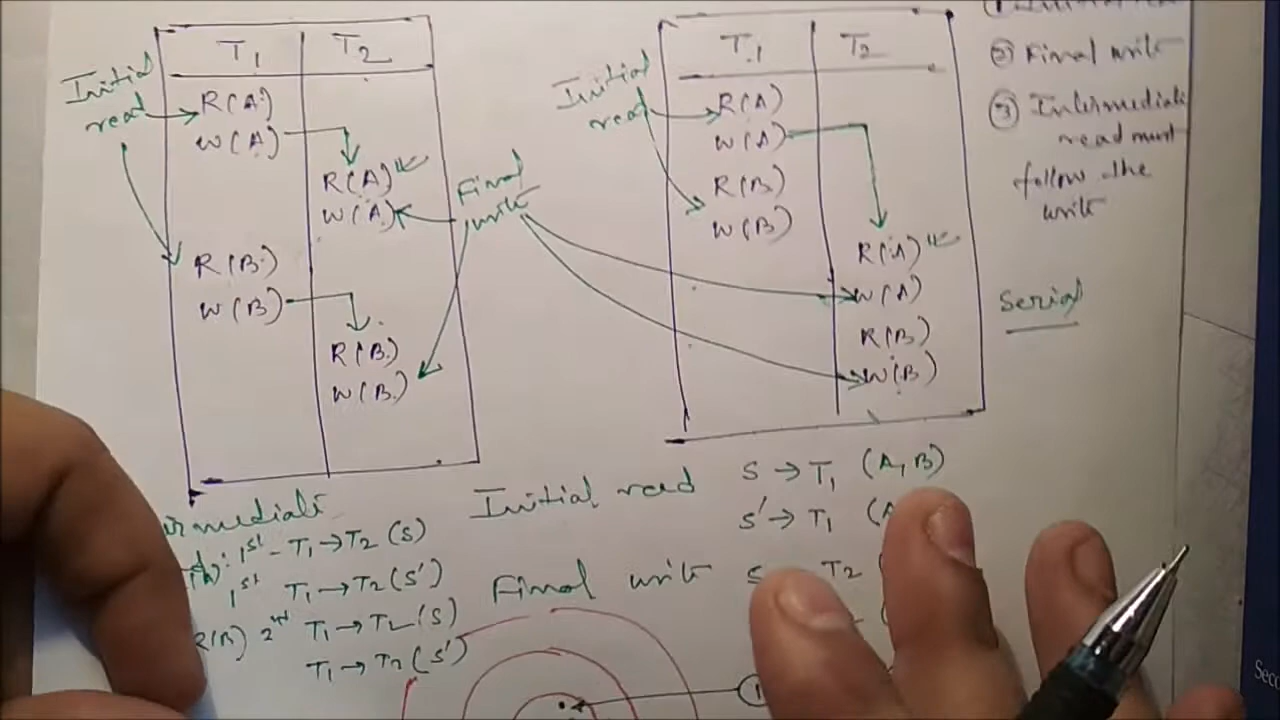 T1 T2
Initial
read
R(A)
W(A)
R(A)
W(A)
R(B)
W(B)
R(B)
W(B)
Final
write
T1 T2
Initial
read
R(A)
W(A)
R(B)
W(B)
R(A)
W(A)
R(B)
W(B)
② Final write
③ Intermediate
read must
follow the
write
Serial
Initial read S → T1 (A, B)
S' → T1 (A
Final write S T2
1st - T1 → T2 (S)
1st T1 → T2 (S')
R(B) 2nd T1 → T2 (S)
T1 → T2 (S')
1